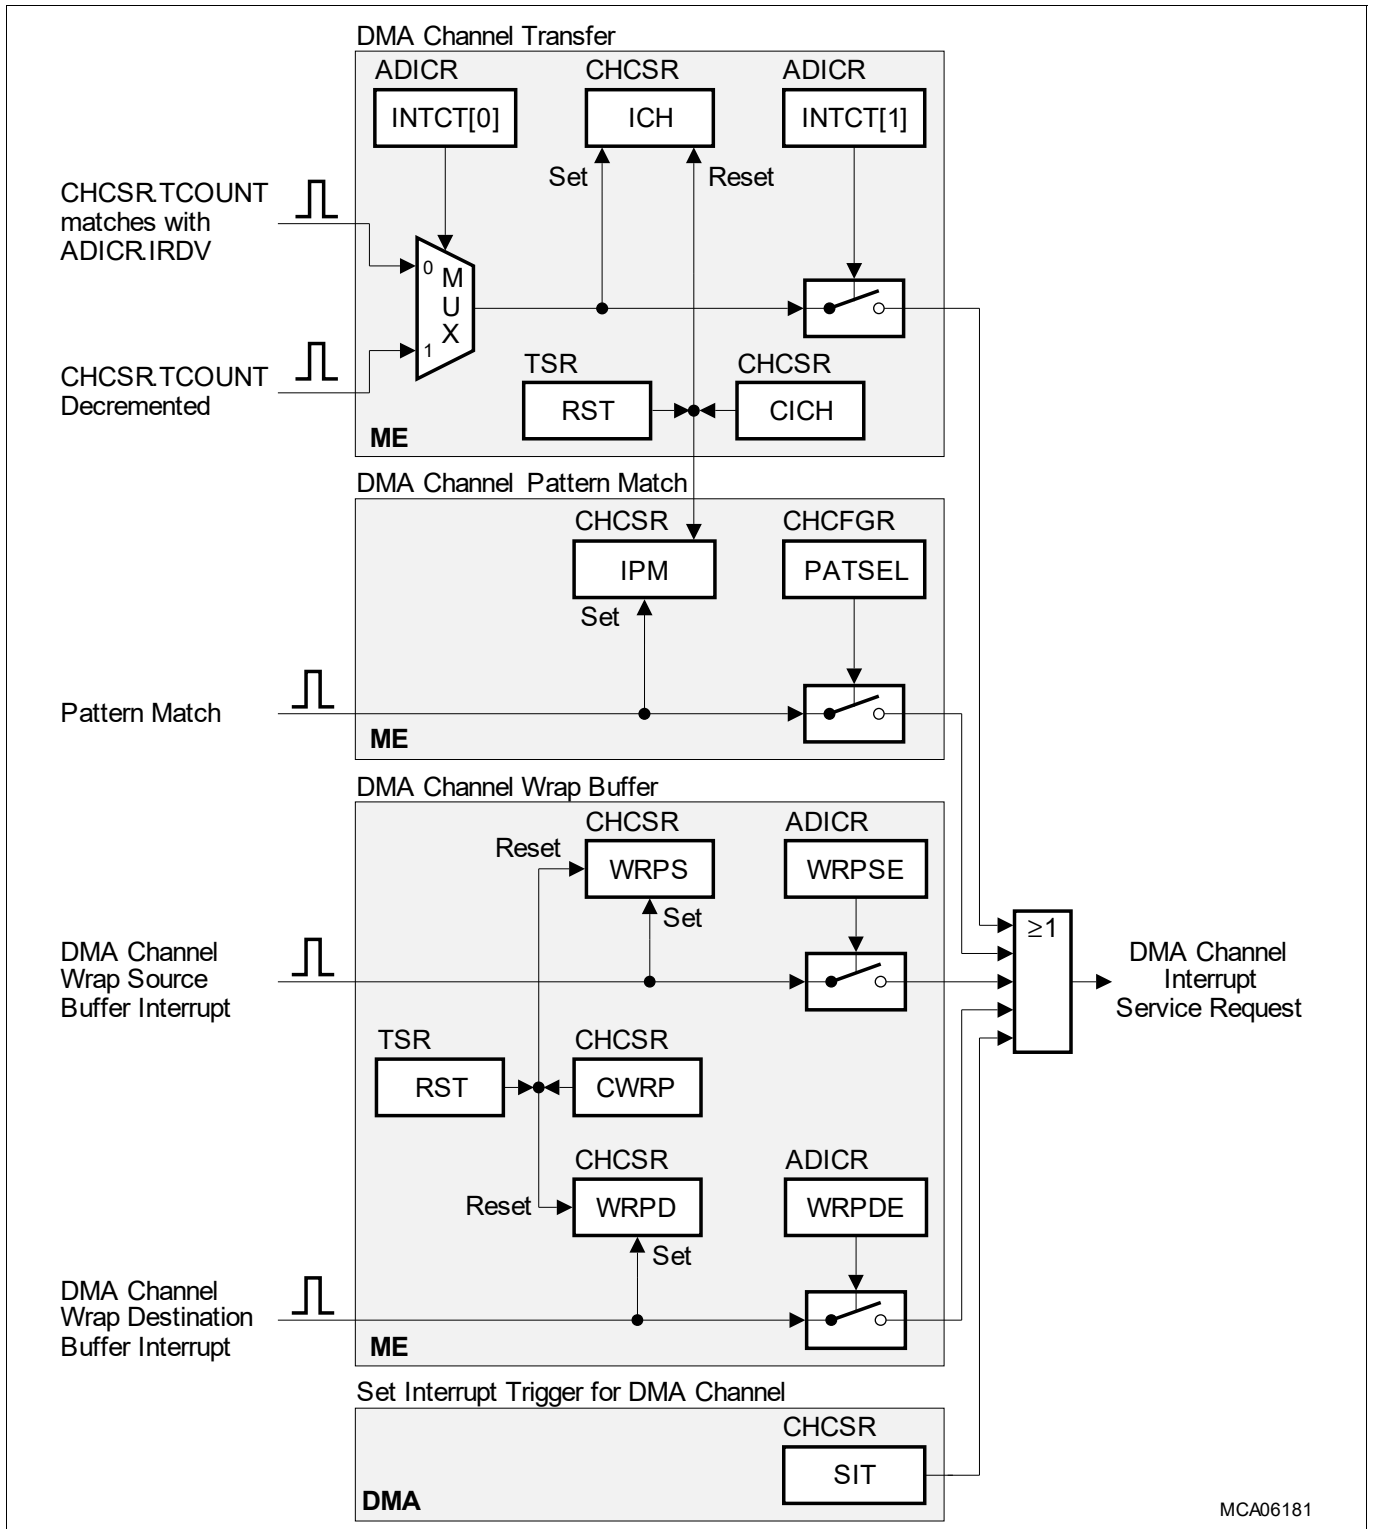 DMA Channel Transfer
ADICR
CHCSR
ADICR
INTCT[0]
ICH
INTCT[1]
Set
Reset
CHCSR.TCOUNT
matches with
ADICR.IRDV
0
M
U
X
1
CHCSR.TCOUNT
Decremented
TSR
CHCSR
RST
CICH
ME
DMA Channel Pattern Match
CHCSR
CHCFGR
IPM
PATSEL
Set
Pattern Match
ME
DMA Channel Wrap Buffer
CHCSR
ADICR
Reset
WRPS
WRPSE
Set
DMA Channel
Wrap Source
Buffer Interrupt
≥1
DMA Channel
Interrupt
Service Request
TSR
CHCSR
RST
CWRP
CHCSR
ADICR
Reset
WRPD
WRPDE
Set
DMA Channel
Wrap Destination
Buffer Interrupt
ME
Set Interrupt Trigger for DMA Channel
CHCSR
SIT
DMA
MCA06181